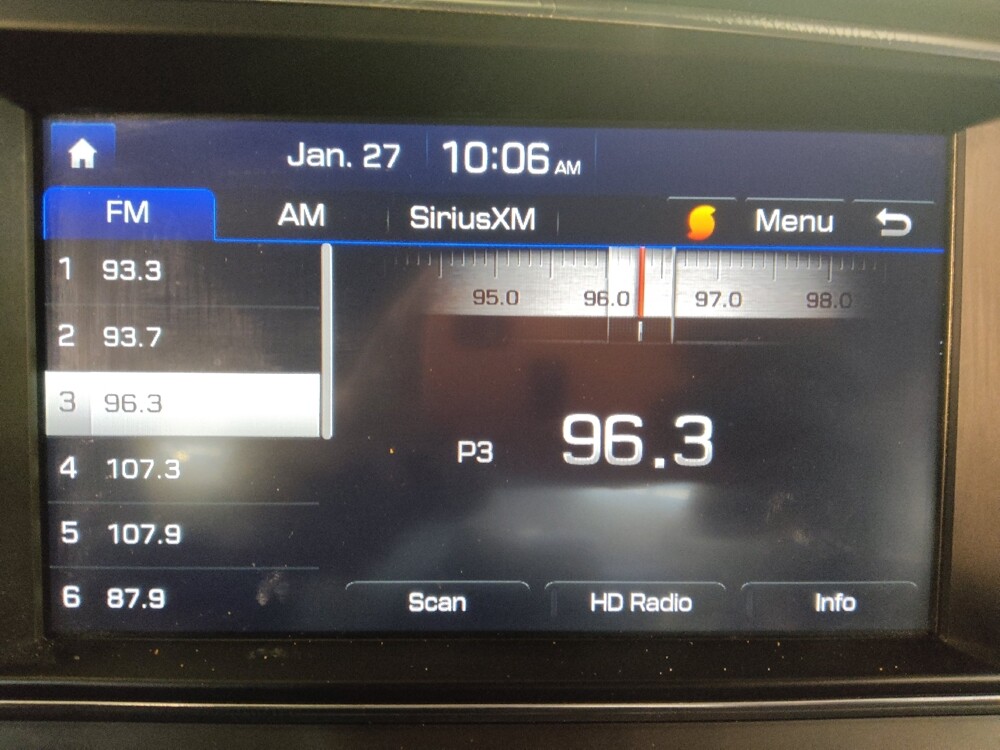 Jan. 27 10:06 AM
FM AM SiriusXM Menu
1 93.3
2 93.7
3 96.3
4 107.3
5 107.9
6 87.9
95.0 96.0 97.0 98.0
P3 96.3
Scan HD Radio Info